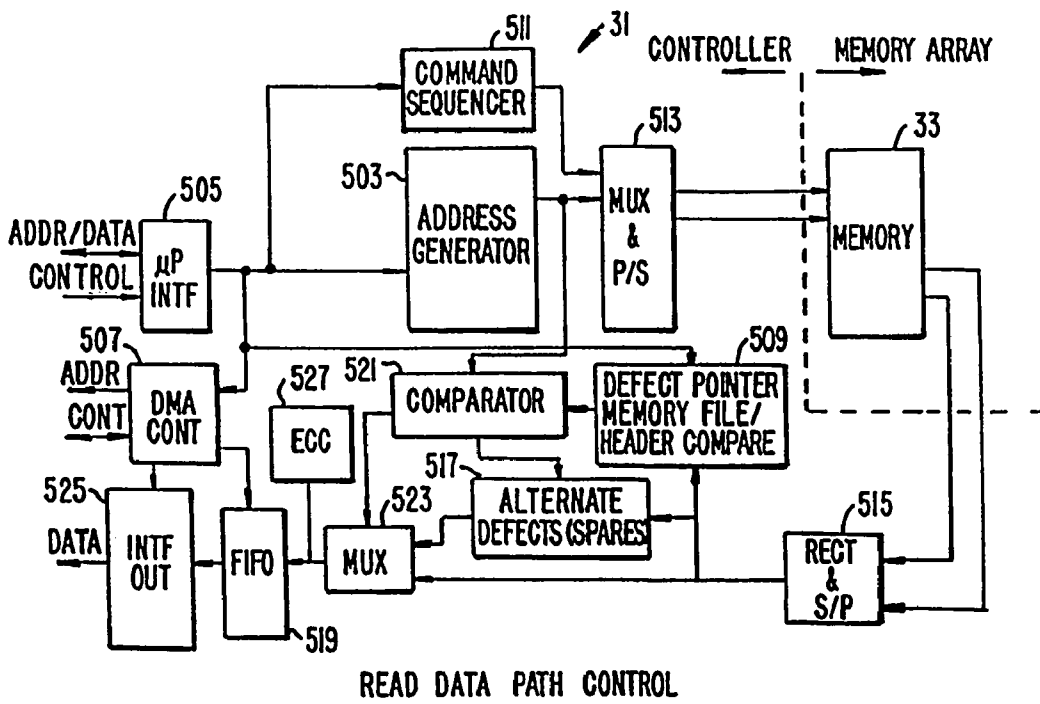 511
31
CONTROLLER
MEMORY ARRAY
COMMAND
SEQUENCER
513
33
503
505
ADDRESS
GENERATOR
MUX
&
P/S
MEMORY
ADDR/DATA
CONTROL
µP
INTF
507
ADDR
CONT
DMA
CONT
527
ECC
521
COMPARATOR
509
DEFECT POINTER
MEMORY FILE/
HEADER COMPARE
525
517
ALTERNATE
DEFECTS (SPARES)
523
515
DATA
INTF
OUT
FIFO
MUX
RECT
&
S/P
519
READ DATA PATH CONTROL